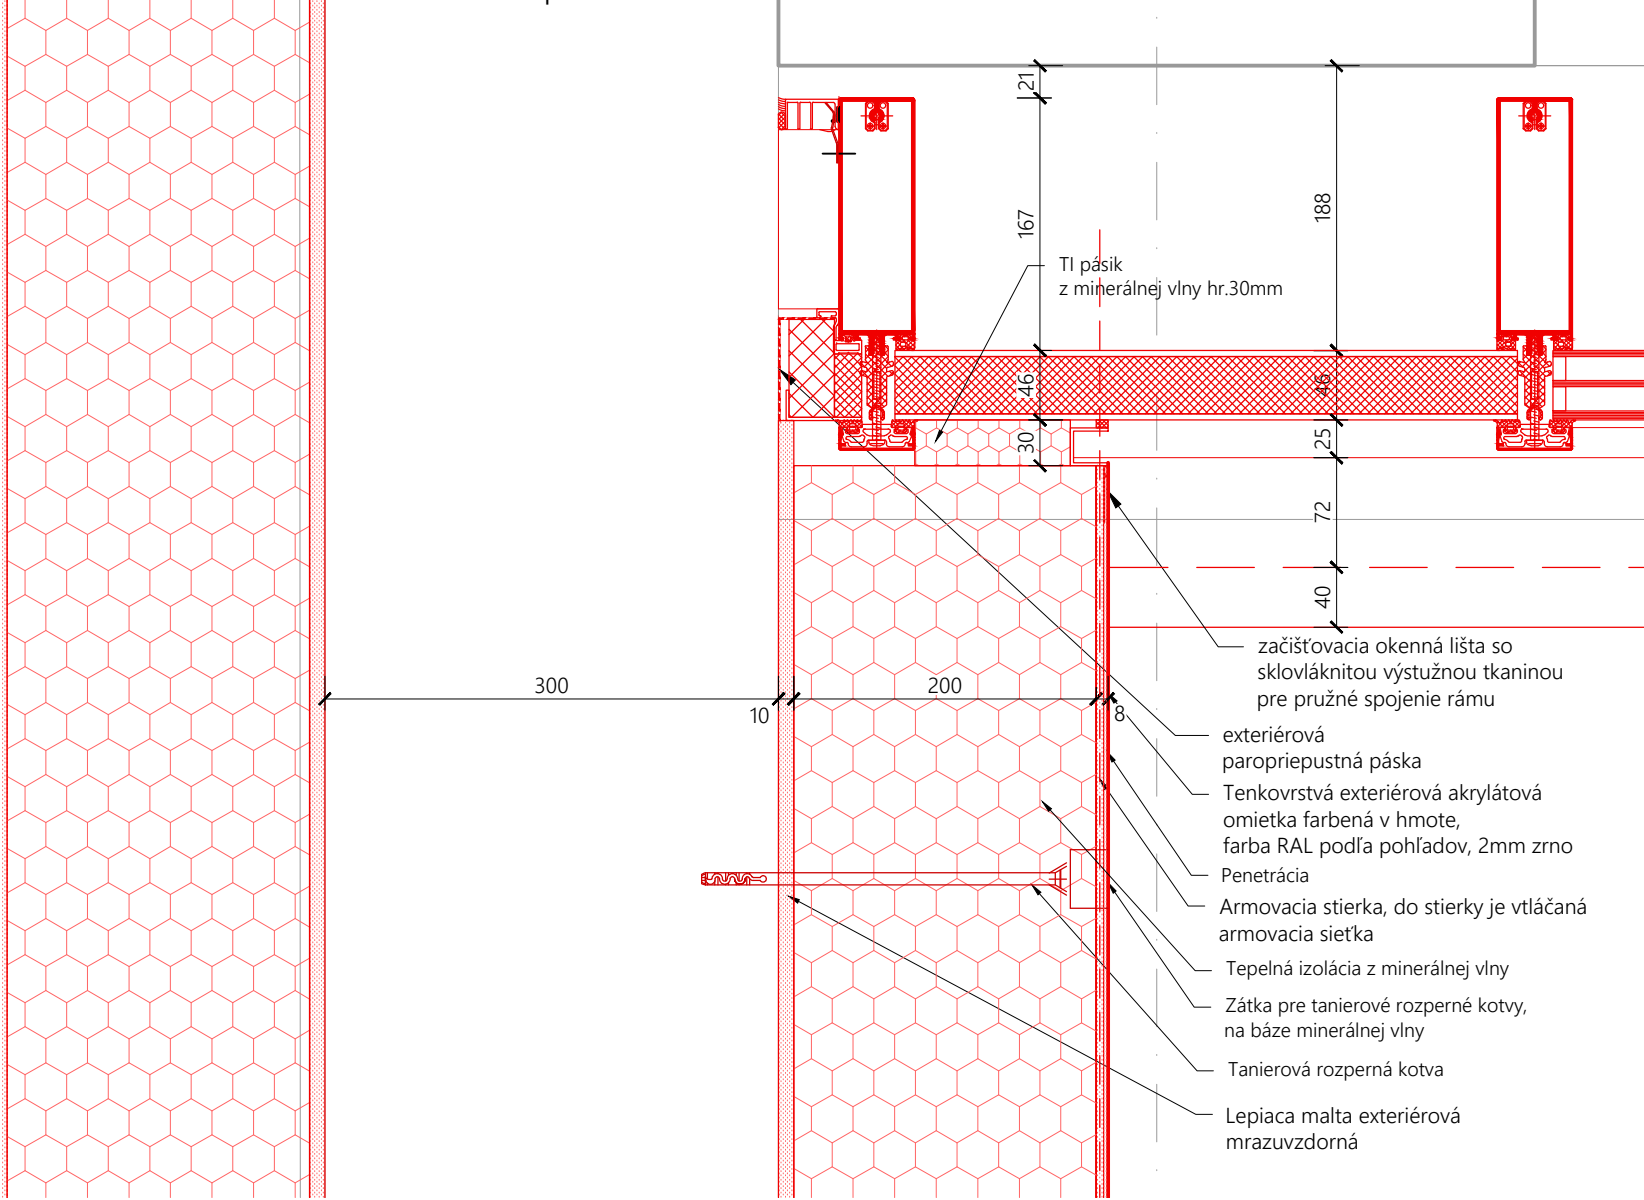 21
167
188
TI pásik
z minerálnej vlny hr.30mm
46
46
30
25
72
40
začisťovacia okenná lišta so
sklovláknitou výstužnou tkaninou
pre pružné spojenie rámu
300
200
10
8
exteriérová
paropriepustná páska
Tenkovrstvá exteriérová akrylátová
omietka farbená v hmote,
farba RAL podľa pohľadov, 2mm zrno
Penetrácia
Armovacia stierka, do stierky je vtláčaná
armovacia sieťka
Tepelná izolácia z minerálnej vlny
Zátka pre tanierové rozperné kotvy,
na báze minerálnej vlny
Tanierová rozperná kotva
Lepiaca malta exteriérová
mrazuvzdorná